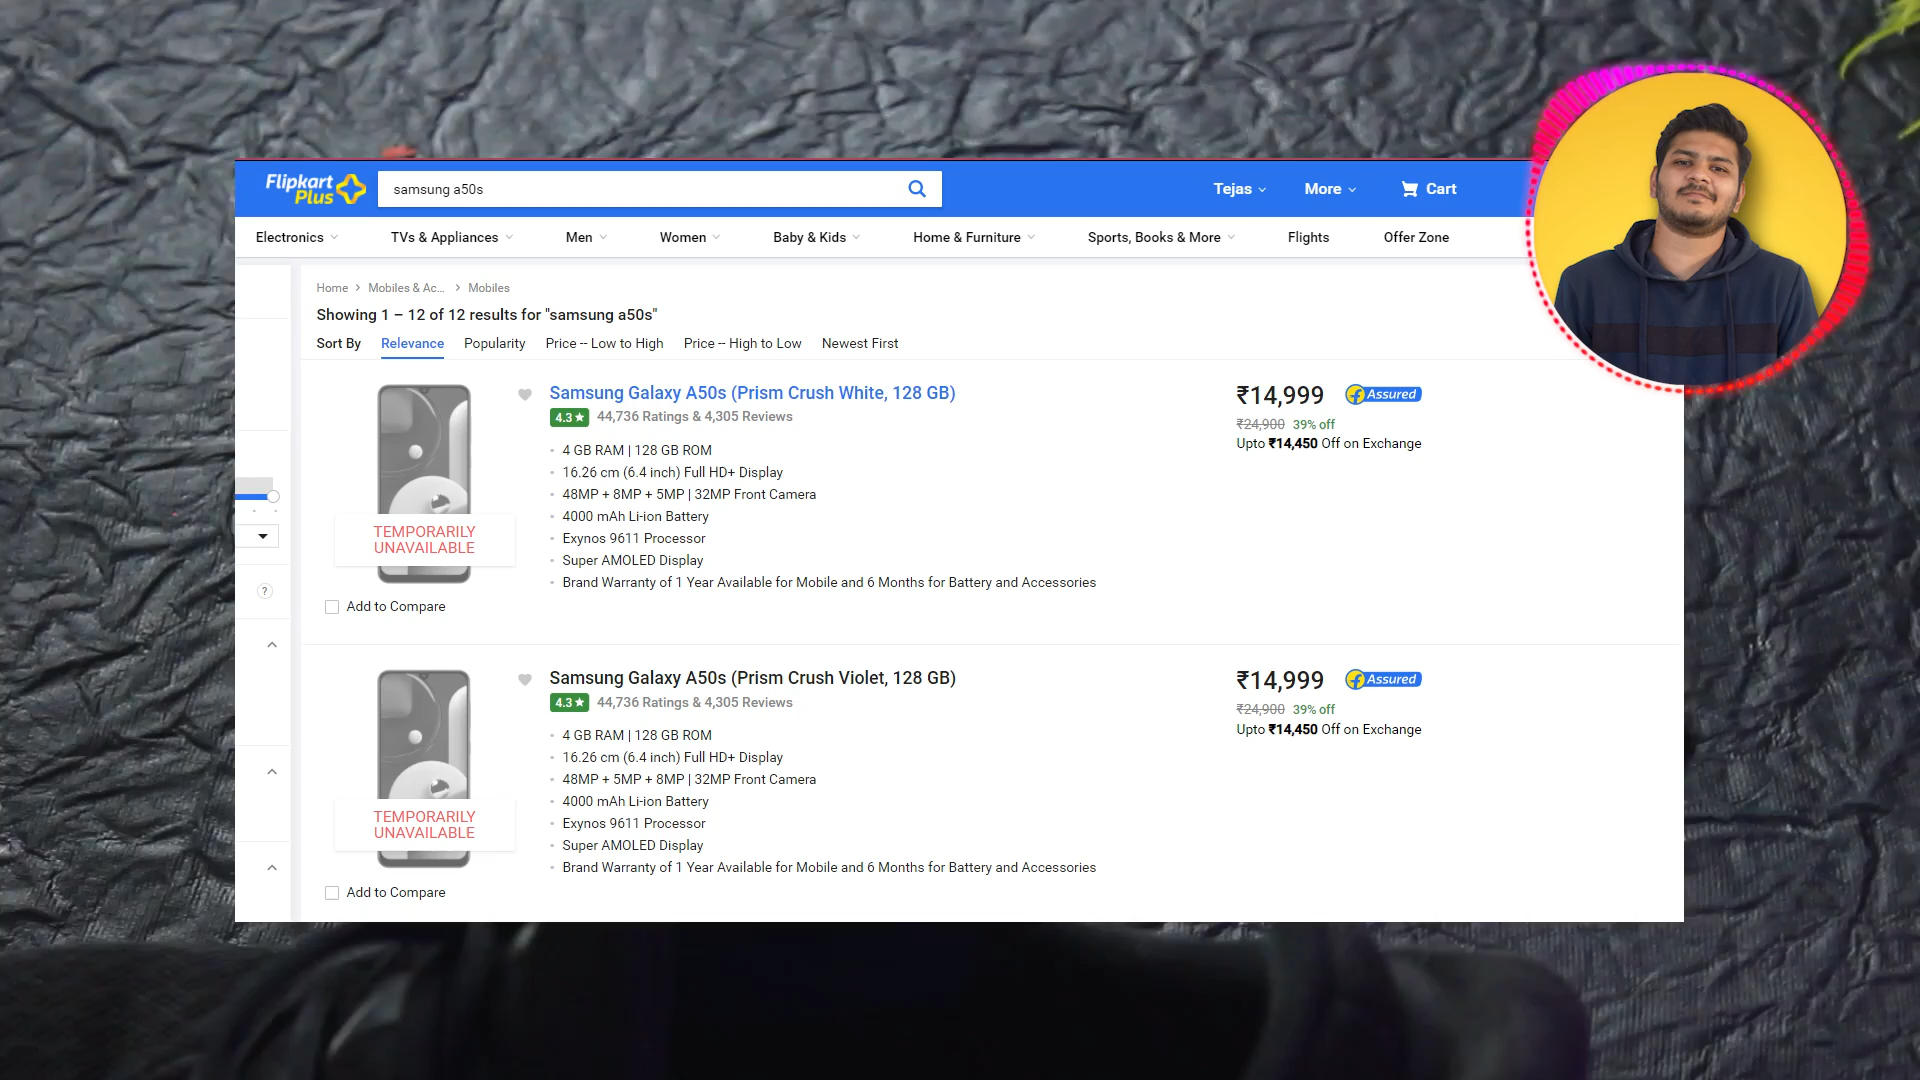 Flipkart
Plus
samsung a50s
Tejas
More
Cart
Electronics
TVs & Appliances
Men
Women
Baby & Kids
Home & Furniture
Sports, Books & More
Flights
Offer Zone
Home > Mobiles & Ac... > Mobiles
Showing 1 – 12 of 12 results for "samsung a50s"
Sort By Relevance Popularity Price -- Low to High Price -- High to Low Newest First
Samsung Galaxy A50s (Prism Crush White, 128 GB)
4.3★ 44,736 Ratings & 4,305 Reviews
4 GB RAM | 128 GB ROM
16.26 cm (6.4 inch) Full HD+ Display
48MP + 8MP + 5MP | 32MP Front Camera
4000 mAh Li-ion Battery
Exynos 9611 Processor
Super AMOLED Display
Brand Warranty of 1 Year Available for Mobile and 6 Months for Battery and Accessories
TEMPORARILY
UNAVAILABLE
Add to Compare
₹14,999
Assured
₹24,900 39% off
Upto ₹14,450 Off on Exchange
?
Samsung Galaxy A50s (Prism Crush Violet, 128 GB)
4.3★ 44,736 Ratings & 4,305 Reviews
4 GB RAM | 128 GB ROM
16.26 cm (6.4 inch) Full HD+ Display
48MP + 5MP + 8MP | 32MP Front Camera
4000 mAh Li-ion Battery
Exynos 9611 Processor
Super AMOLED Display
Brand Warranty of 1 Year Available for Mobile and 6 Months for Battery and Accessories
TEMPORARILY
UNAVAILABLE
Add to Compare
₹14,999
Assured
₹24,900 39% off
Upto ₹14,450 Off on Exchange